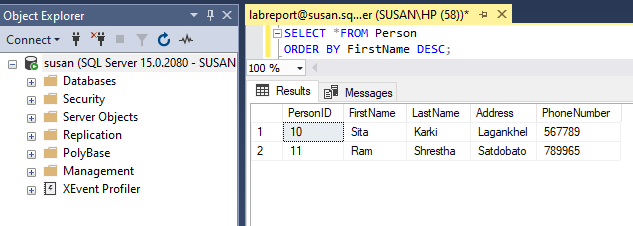 Object Explorer
Connect
susan (SQL Server 15.0.2080 - SUSAN
Databases
Security
Server Objects
Replication
PolyBase
Management
XEvent Profiler
labreport@susan.sq...er (SUSAN\HP (58))*
SELECT *FROM Person
ORDER BY FirstName DESC;
100 %
Results Messages
PersonID FirstName LastName Address PhoneNumber
1 10 Sita Karki Lagankhel 567789
2 11 Ram Shrestha Satdobato 789965